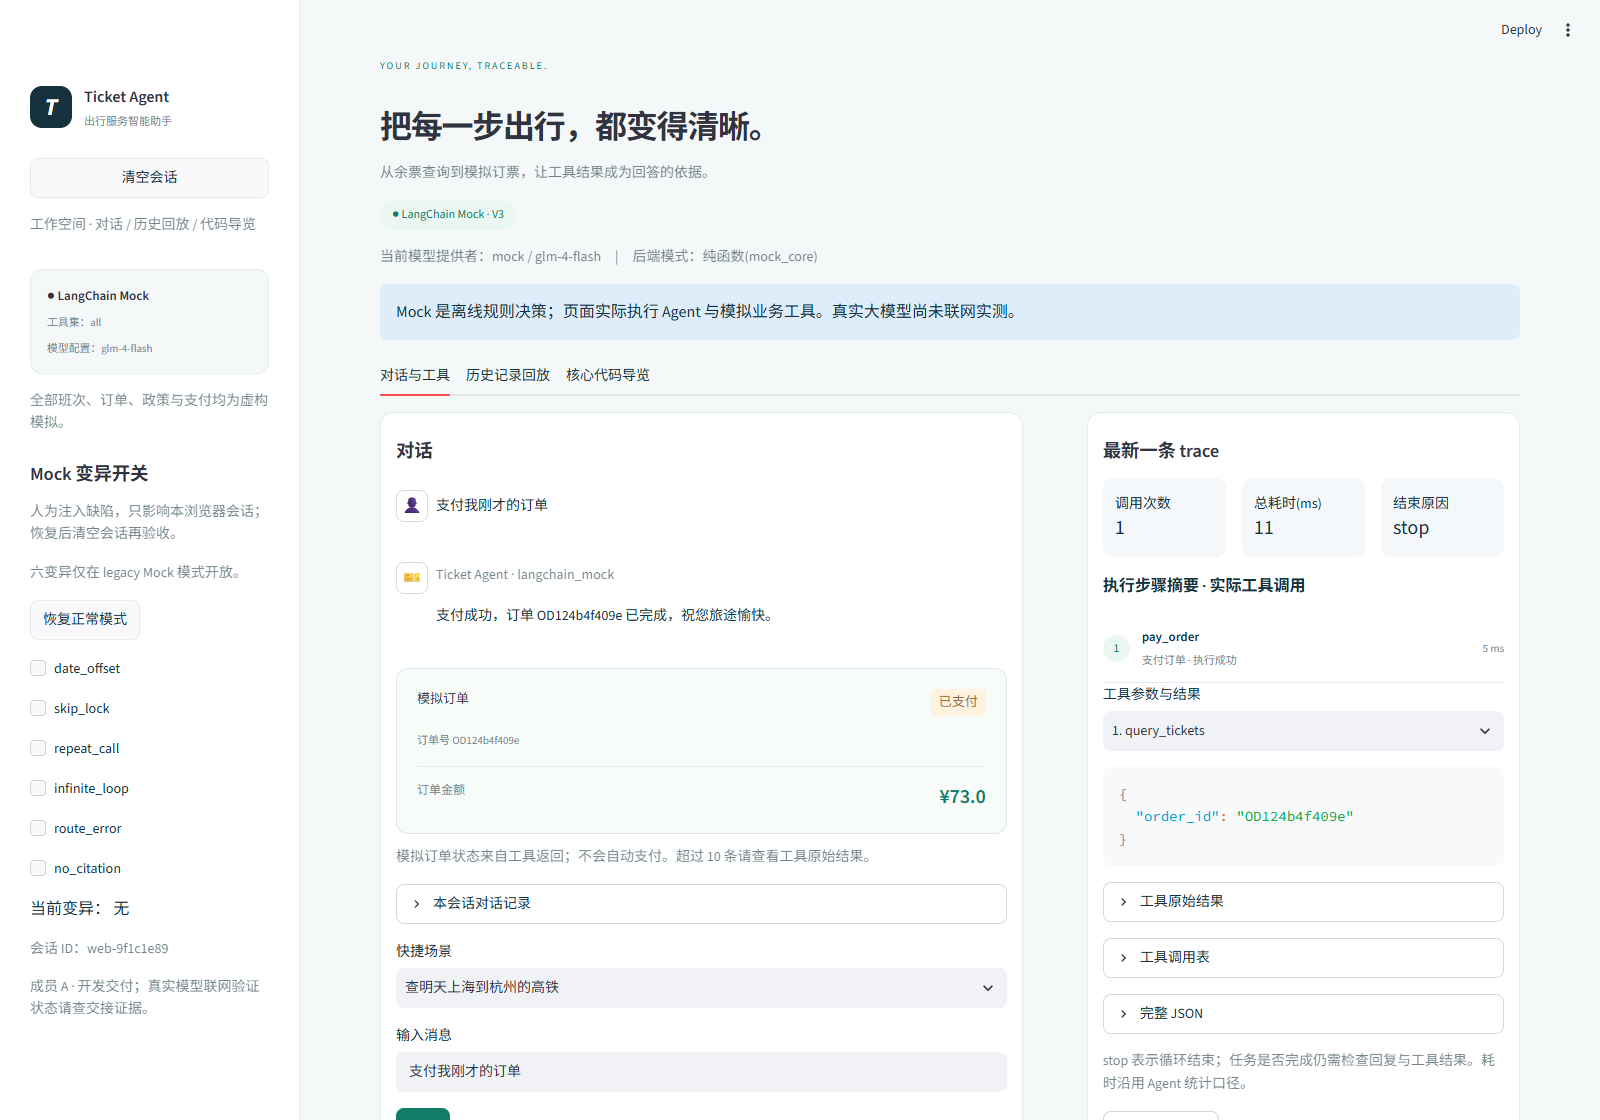 Deploy
T
Ticket Agent
出行服务智能助手
清空会话
工作空间 · 对话 / 历史回放 / 代码导览
● LangChain Mock
工具集：all
模型配置：glm-4-flash
全部班次、订单、政策与支付均为虚构
模拟。
Mock 变异开关
人为注入缺陷，只影响本浏览器会话；
恢复后清空会话再验收。
六变异仅在 legacy Mock 模式开放。
恢复正常模式
date_offset
skip_lock
repeat_call
infinite_loop
route_error
no_citation
当前变异： 无
会话 ID：web-9f1c1e89
成员 A · 开发交付；真实模型联网验证
状态请查交接证据。
YOUR JOURNEY, TRACEABLE.
把每一步出行，都变得清晰。
从余票查询到模拟订票，让工具结果成为回答的依据。
● LangChain Mock · V3
当前模型提供者：mock / glm-4-flash | 后端模式：纯函数(mock_core)
Mock 是离线规则决策；页面实际执行 Agent 与模拟业务工具。真实大模型尚未联网实测。
对话与工具 历史记录回放 核心代码导览
对话
支付我刚才的订单
Ticket Agent · langchain_mock
支付成功，订单 OD124b4f409e 已完成，祝您旅途愉快。
模拟订单 已支付
订单号 OD124b4f409e
订单金额 ¥73.0
模拟订单状态来自工具返回；不会自动支付。超过 10 条请查看工具原始结果。
本会话对话记录
快捷场景
查明天上海到杭州的高铁
输入消息
支付我刚才的订单
最新一条 trace
调用次数 总耗时(ms) 结束原因
1 11 stop
执行步骤摘要 · 实际工具调用
1 pay_order 5 ms
支付订单 · 执行成功
工具参数与结果
1. query_tickets
{
"order_id": "OD124b4f409e"
}
工具原始结果
工具调用表
完整 JSON
stop 表示循环结束；任务是否完成仍需检查回复与工具结果。耗
时沿用 Agent 统计口径。